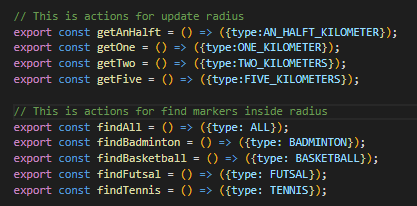 // This is actions for update radius
export const getAnHalft = () => ({type:AN_HALFT_KILOMETER});
export const getOne = () => ({type:ONE_KILOMETER});
export const getTwo = () => ({type:TWO_KILOMETERS});
export const getFive = () => ({type:FIVE_KILOMETERS});
// This is actions for find markers inside radius
export const findAll = () => ({type: ALL});
export const findBadminton = () => ({type: BADMINTON});
export const findBasketball = () => ({type: BASKETBALL});
export const findFutsal = () => ({type: FUTSAL});
export const findTennis = () => ({type: TENNIS});